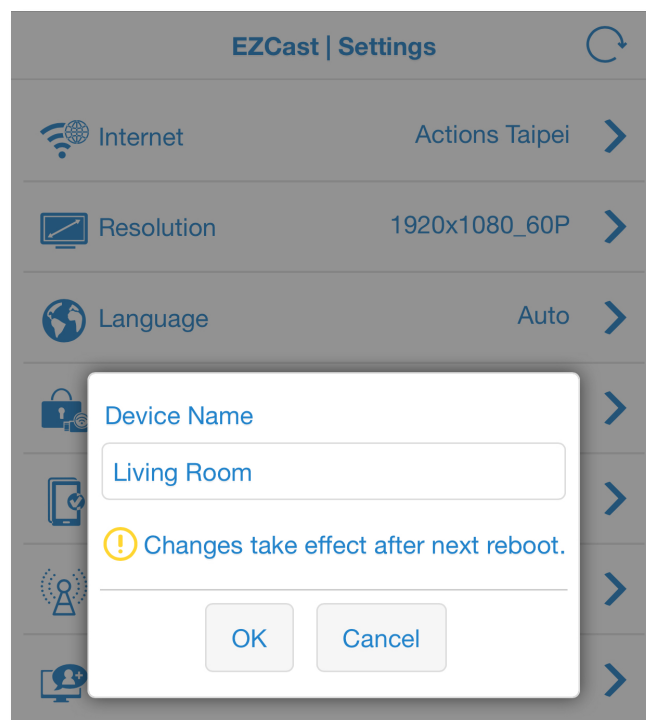 EZCast | Settings
Internet Actions Taipei
Resolution 1920x1080_60P
Language Auto
Device Name
Living Room
Changes take effect after next reboot.
OK Cancel